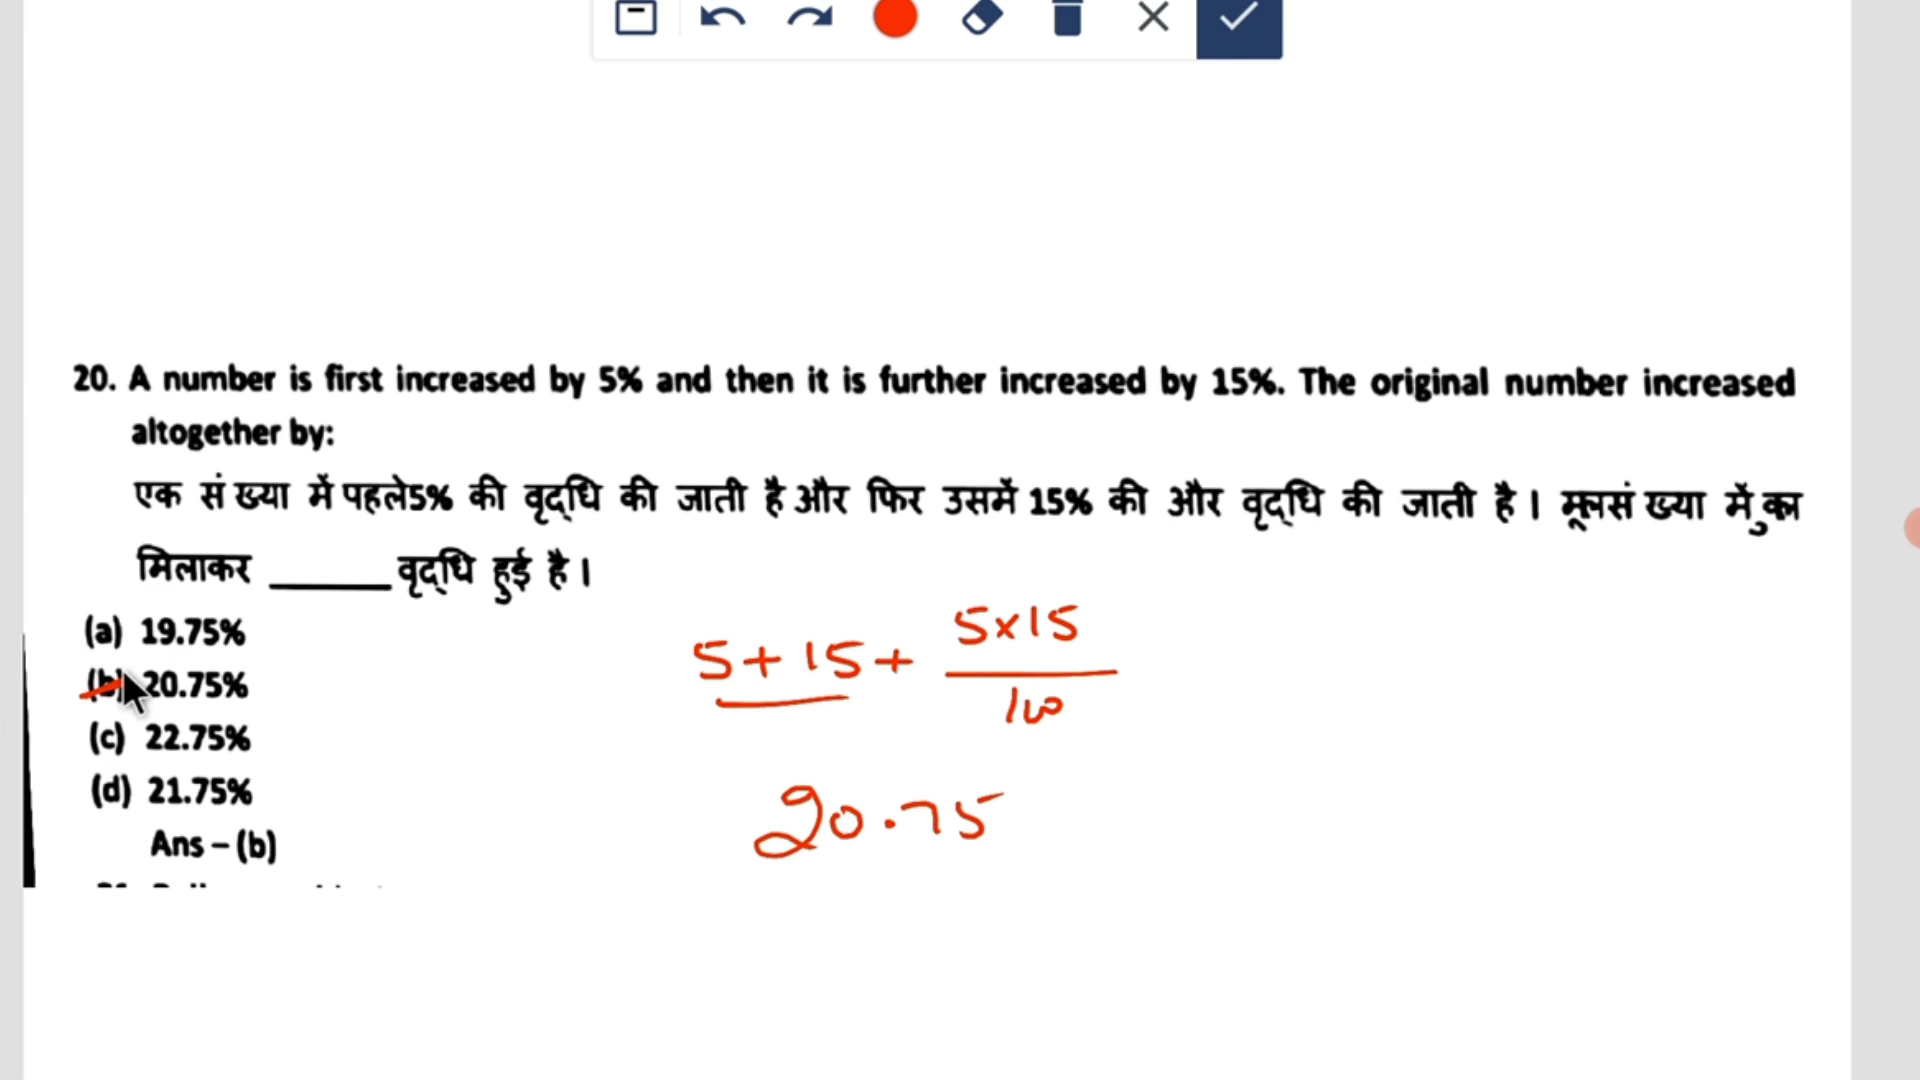 20. A number is first increased by 5% and then it is further increased by 15%. The original number increased
altogether by:
एक संख्या में पहले5% की वृद्धि की जाती है और फिर उसमें 15% की और वृद्धि की जाती है। मूलसंख्या में कुल
मिलाकर ______ वृद्धि हुई है।
(a) 19.75%
(b) 20.75%
(c) 22.75%
(d) 21.75%
Ans – (b)
5 + 15 + 5×15
100
20.75